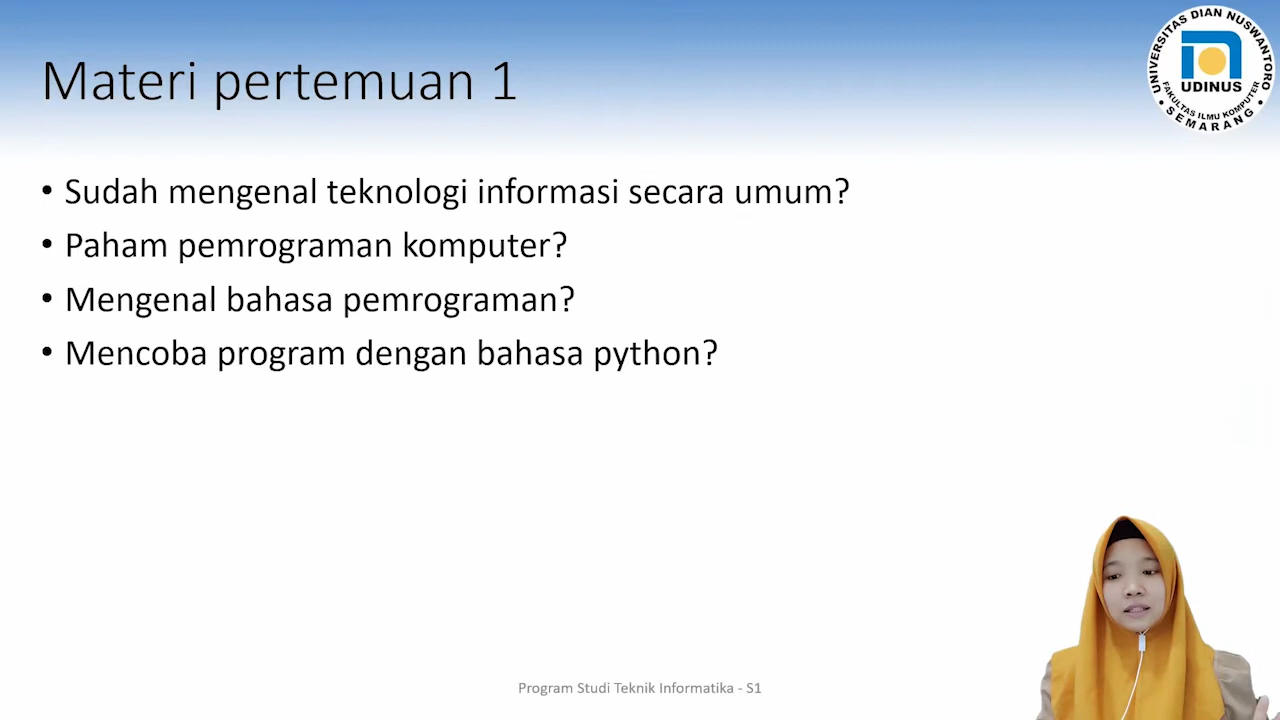 Materi pertemuan 1
UNIVERSITAS DIAN NUSWANTORO
UDINUS
FAKULTAS ILMU KOMPUTER
• SEMARANG •
• Sudah mengenal teknologi informasi secara umum?
• Paham pemrograman komputer?
• Mengenal bahasa pemrograman?
• Mencoba program dengan bahasa python?
Program Studi Teknik Informatika - S1